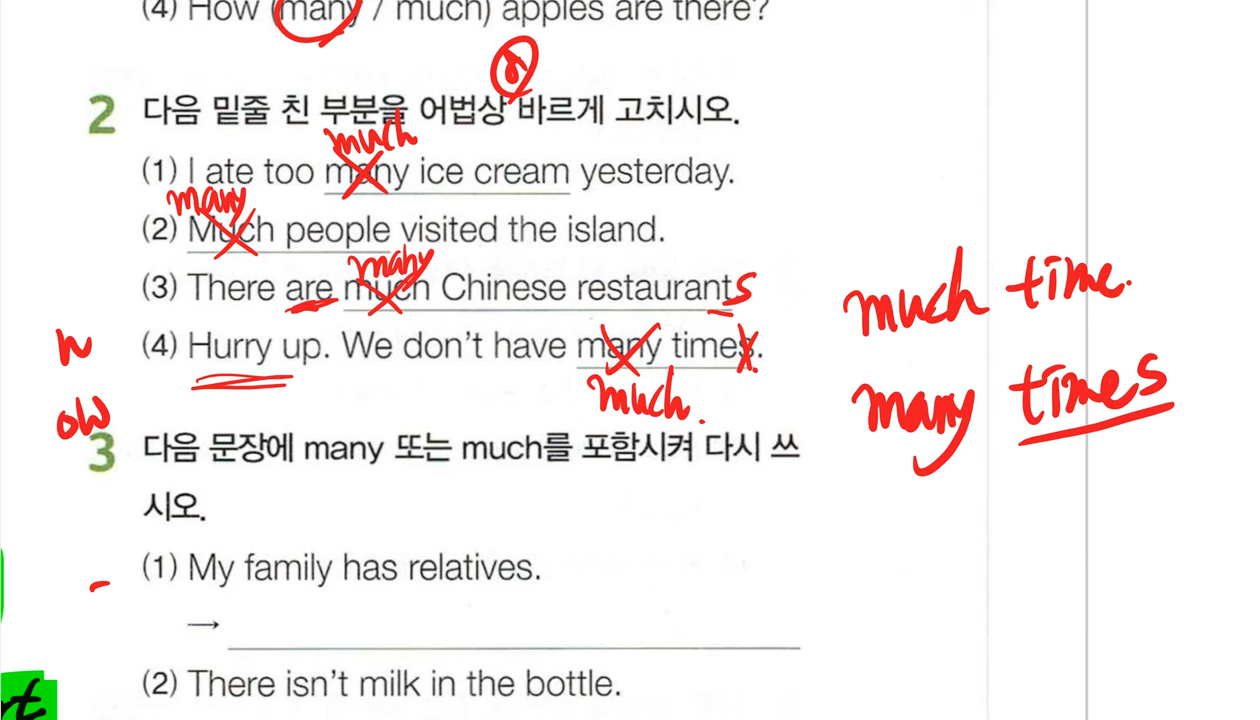 (4) How (many / much) apples are there?
2 다음 밑줄 친 부분을 어법상 바르게 고치시오.
much
(1) I ate too many ice cream yesterday.
many
(2) Much people visited the island.
many
(3) There are much Chinese restaurants
much time.
(4) Hurry up. We don't have many times.
much.
many times
ow
3 다음 문장에 many 또는 much를 포함시켜 다시 쓰
시오.
(1) My family has relatives.
→
(2) There isn't milk in the bottle.